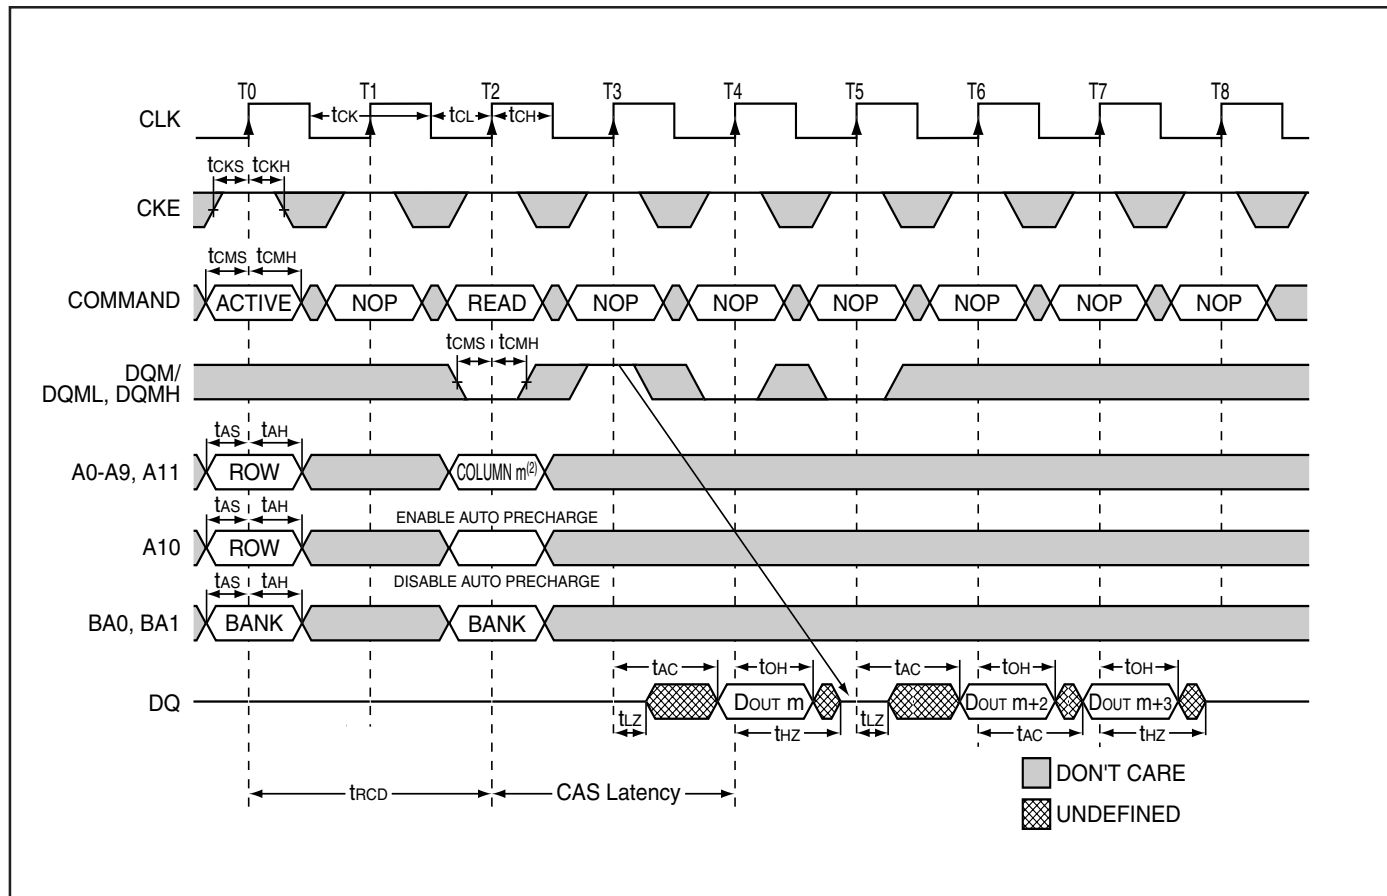 T0 T1 T2 T3 T4 T5 T6 T7 T8
CLK tCK tCL tCH
tCKS tCKH
CKE
tCMS tCMH
COMMAND ACTIVE NOP READ NOP NOP NOP NOP NOP NOP
tCMS tCMH
DQM/
DQML, DQMH
tAS tAH
A0-A9, A11 ROW COLUMN m(2)
tAS tAH ENABLE AUTO PRECHARGE
A10 ROW
tAS tAH DISABLE AUTO PRECHARGE
BA0, BA1 BANK BANK
tAC tOH tAC tOH tOH
DQ DOUT m DOUT m+2 DOUT m+3
tLZ tHZ tLZ tAC tHZ
DON'T CARE
tRCD CAS Latency
UNDEFINED